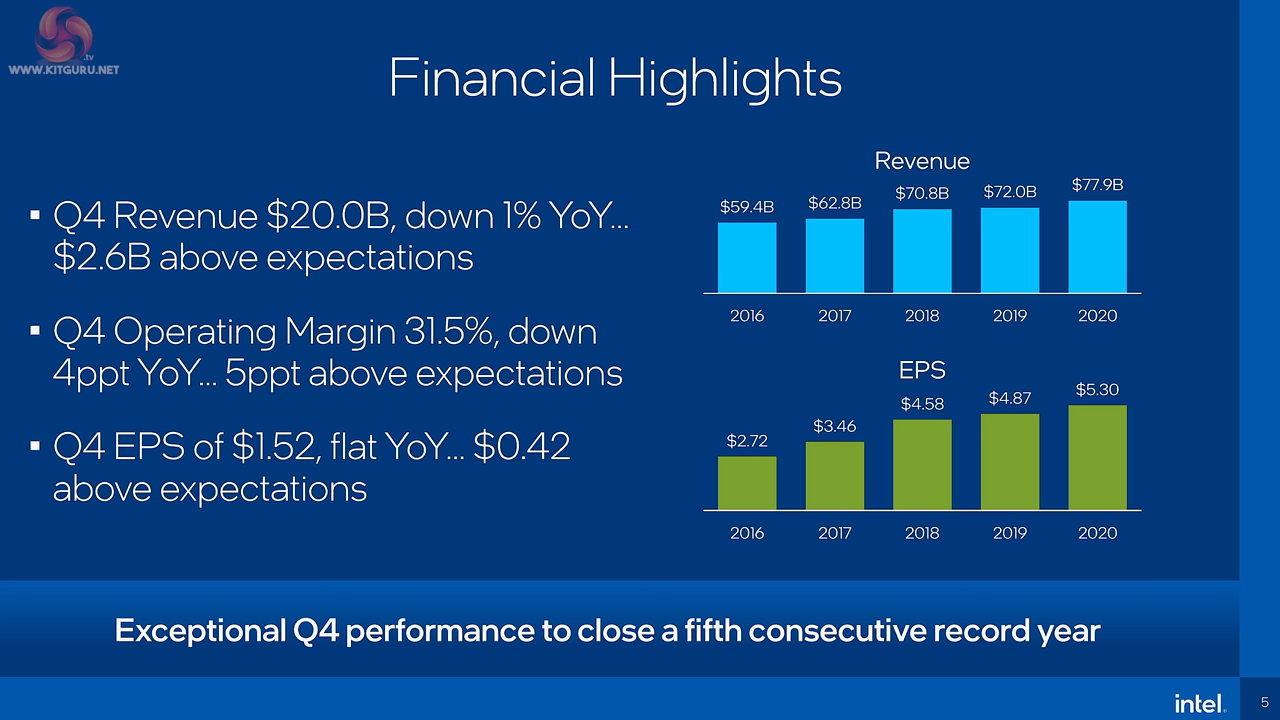 .tv
WWW.KITGURU.NET
Financial Highlights
▪ Q4 Revenue $20.0B, down 1% YoY...
$2.6B above expectations
▪ Q4 Operating Margin 31.5%, down
4ppt YoY... 5ppt above expectations
▪ Q4 EPS of $1.52, flat YoY... $0.42
above expectations
Revenue
$59.4B $62.8B $70.8B $72.0B $77.9B
2016 2017 2018 2019 2020
EPS
$2.72 $3.46 $4.58 $4.87 $5.30
2016 2017 2018 2019 2020
Exceptional Q4 performance to close a fifth consecutive record year
intel.
5